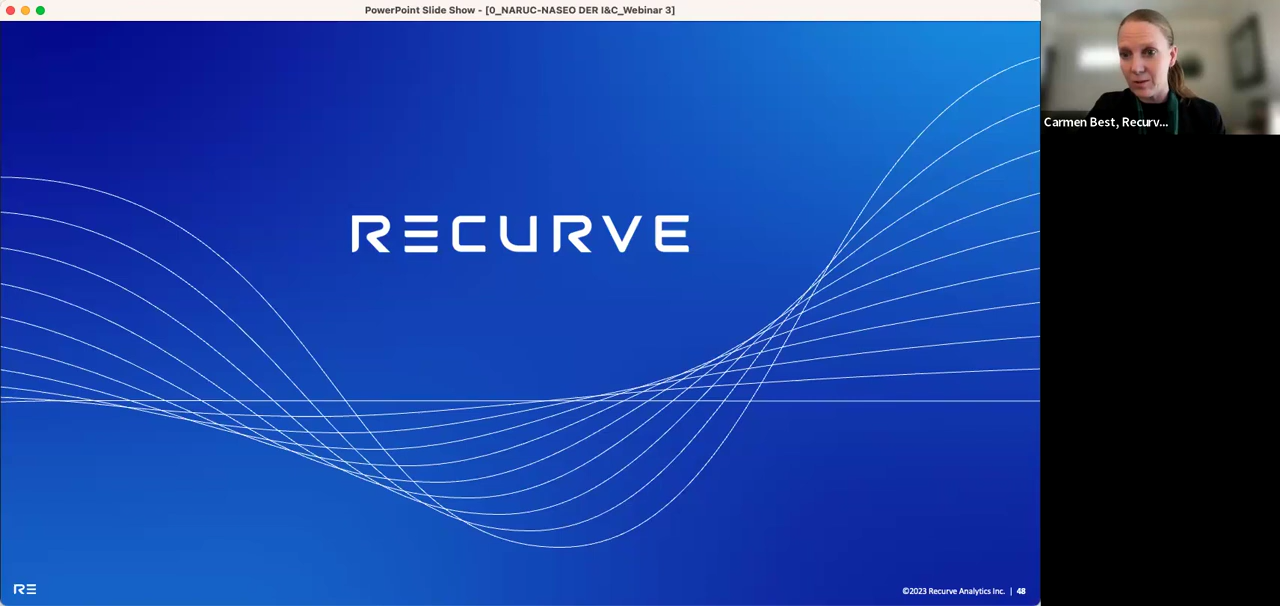 PowerPoint Slide Show - [0_NARUC-NASEO DER I&C_Webinar 3]
Carmen Best, Recurv...
RECURVE
RE
©2023 Recurve Analytics Inc. | 48